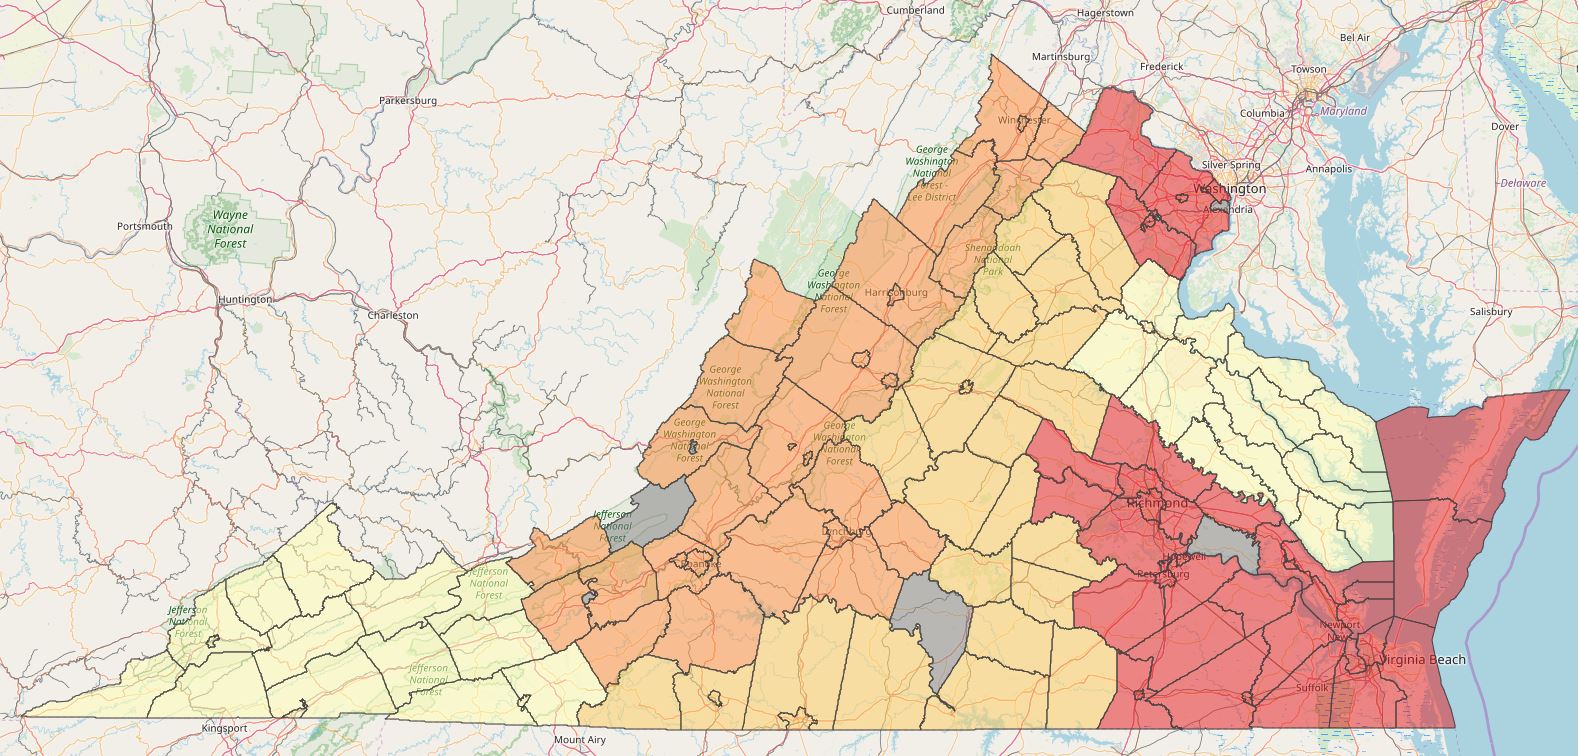 Cumberland
Hagerstown
Bel Air
Martinsburg
Frederick
Towson
Parkersburg
Columbia
Maryland
Winchester
Dover
George
Washington
National
Forest -
Lee District
Silver Spring
Annapolis
Washington
Delaware
Alexandria
Wayne
National
Forest
Portsmouth
Shenandoah
National
Park
George
Washington
National
Forest
Harrisonburg
Huntington
Charleston
Salisbury
George
Washington
National
Forest
George
Washington
National
Forest
George
Washington
National
Forest
Jefferson
National
Forest
Richmond
Lynchburg
Hopewell
Roanoke
Petersburg
Jefferson
National
Forest
Jefferson
National
Forest
Newport
News
Jefferson
National
Forest
Virginia Beach
Suffolk
Kingsport
Mount Airy